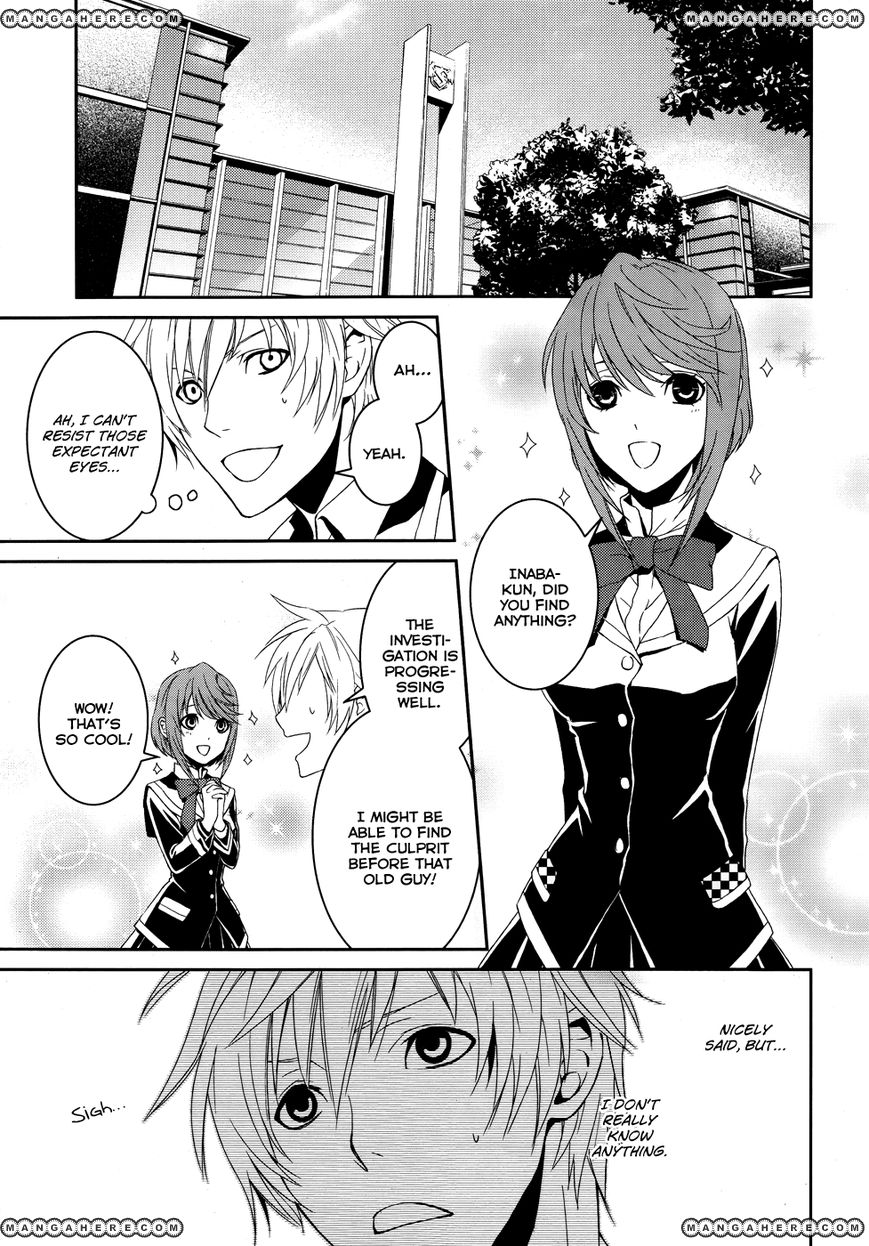 MANGAHERE.COM
MANGAHERE.COM
INABA-
KUN, DID
YOU FIND
ANYTHING?
AH...
YEAH.
AH, I CAN'T
RESIST THOSE
EXPECTANT
EYES...
THE
INVESTI-
GATION IS
PROGRE-
SSING
WELL.
I MIGHT BE
ABLE TO FIND
THE CULPRIT
BEFORE THAT
OLD GUY!
WOW!
THAT'S
SO COOL!
NICELY
SAID, BUT...
I DON'T
REALLY
KNOW
ANYTHING.
Sigh...
MANGAHERE.COM
MANGAHERE.COM